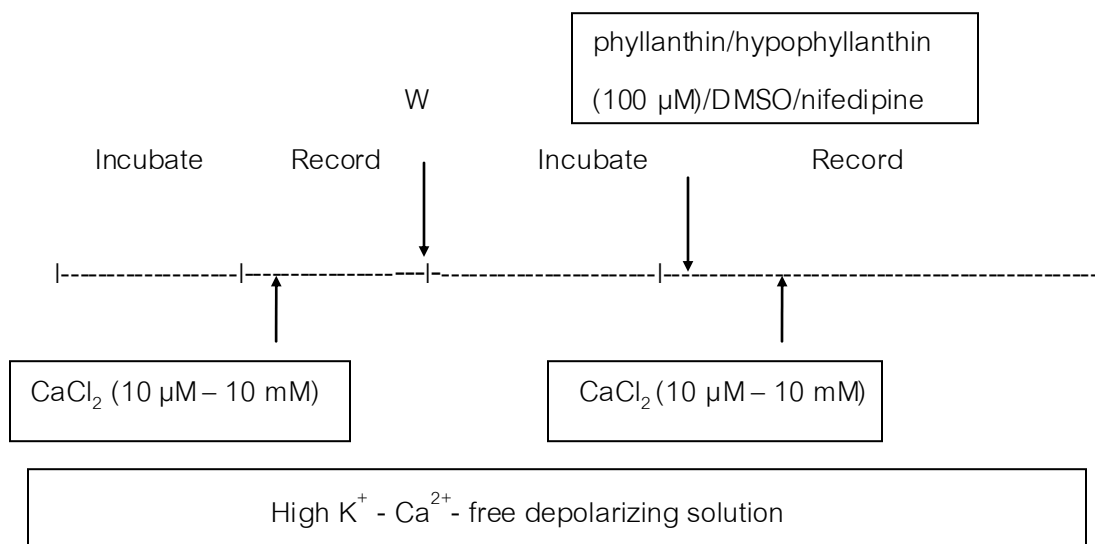 phyllanthin/hypophyllanthin
(100 µM)/DMSO/nifedipine
W
Incubate Record Incubate Record
CaCl₂ (10 µM – 10 mM) CaCl₂ (10 µM – 10 mM)
High K⁺ - Ca²⁺- free depolarizing solution